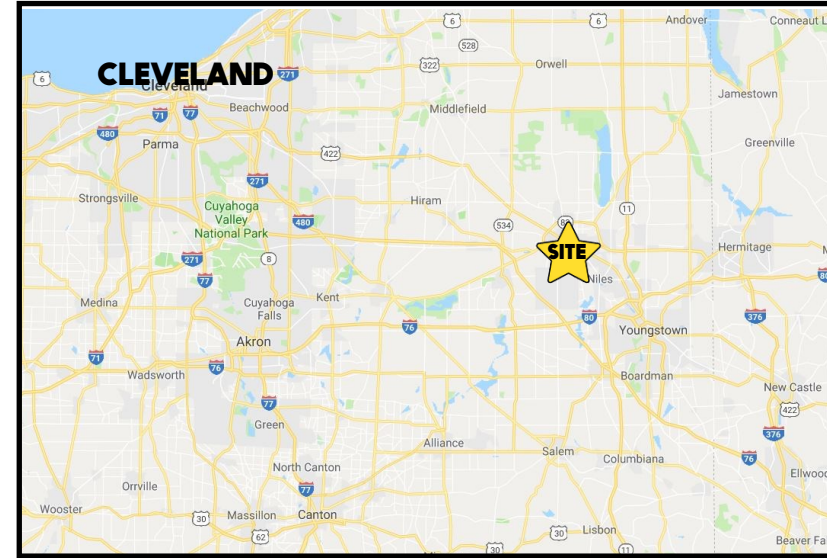 6
6
Andover
Conneaut L
528
322
Orwell
CLEVELAND
Cleveland
271
6
Jamestown
Beachwood
Middlefield
71
77
480
Parma
422
Greenville
271
Strongsville
Cuyahoga
Valley
National Park
Hiram
11
480
534
SITE
Hermitage
271
8
77
Niles
80
Medina
Cuyahoga
Falls
Kent
80
376
76
Youngstown
Akron
71
76
Wadsworth
Boardman
New Castle
77
422
Green
376
Alliance
Salem
Columbiana
76
North Canton
Ellwoo
Orrville
77
Wooster
30
Massillon
Canton
62
30
Lisbon
30
11
Beaver Fa